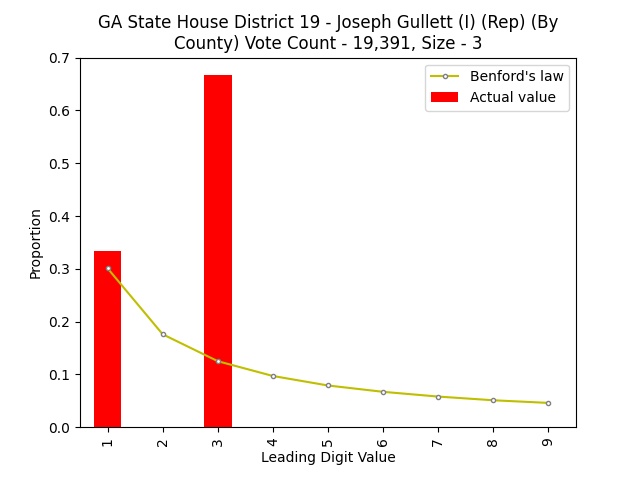 GA State House District 19 - Joseph Gullett (I) (Rep) (By
County) Vote Count - 19,391, Size - 3
Benford's law
Actual value
0.7
0.6
0.5
0.4
0.3
0.2
0.1
0.0
Proportion
1 2 3 4 5 6 7 8 9
Leading Digit Value